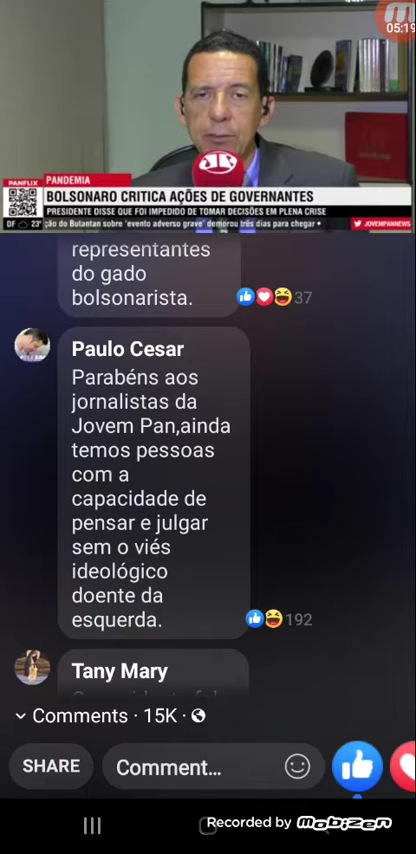 05:19
PANFLIX
PANDEMIA
BOLSONARO CRITICA AÇÕES DE GOVERNANTES
PRESIDENTE DISSE QUE FOI IMPEDIDO DE TOMAR DECISÕES EM PLENA CRISE
DF 23° ção do Butantan sobre 'evento adverso grave' demorou três dias para chegar • JOVEMPANNEWS
representantes
do gado
bolsonarista.
37
Paulo Cesar
Parabéns aos
jornalistas da
Jovem Pan,ainda
temos pessoas
com a
capacidade de
pensar e julgar
sem o viés
ideológico
doente da
esquerda.
192
Tany Mary
Comments · 15K ·
SHARE
Comment...
Recorded by Mobizen